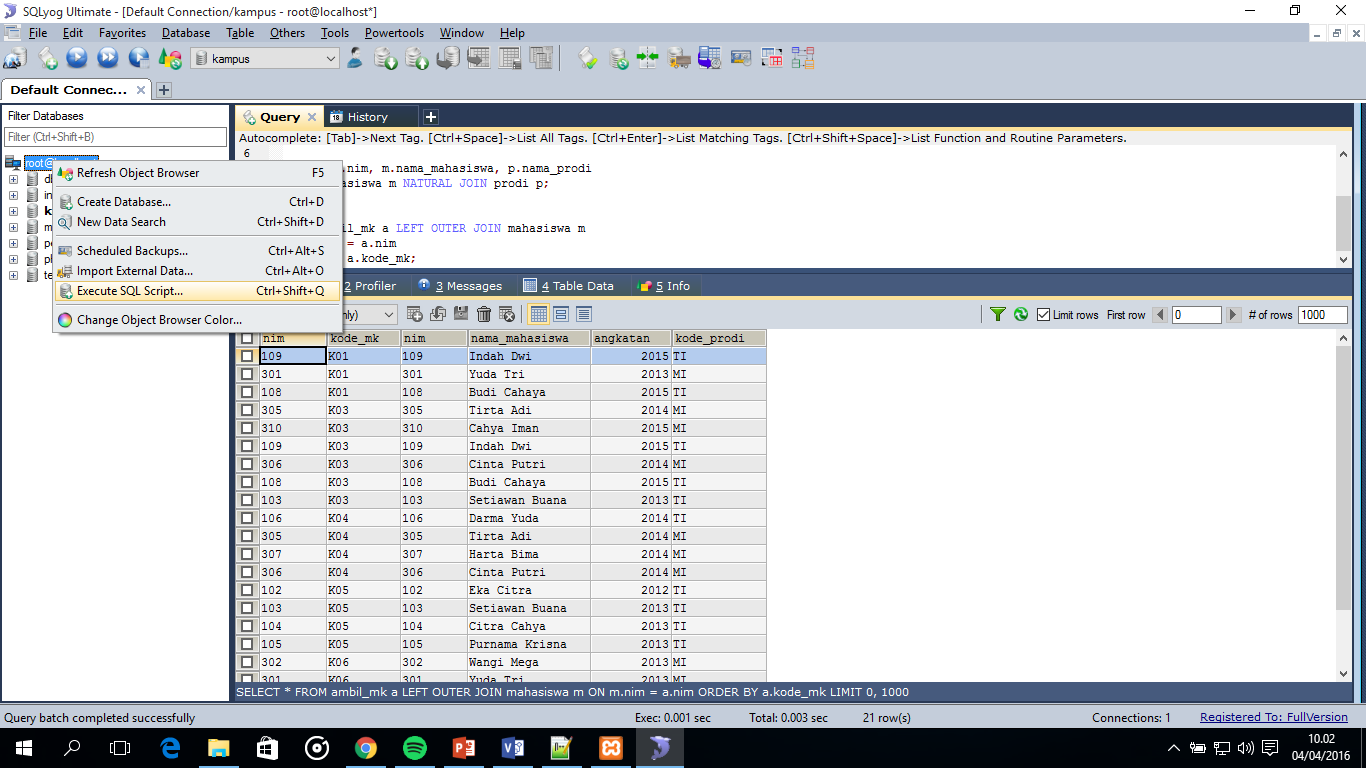 SQLyog Ultimate - [Default Connection/kampus - root@localhost*]
File Edit Favorites Database Table Others Tools Powertools Window Help
kampus
Default Connec...
Filter Databases
Filter (Ctrl+Shift+B)
Query History
Autocomplete: [Tab]->Next Tag. [Ctrl+Space]->List All Tags. [Ctrl+Enter]->List Matching Tags. [Ctrl+Shift+Space]->List Function and Routine Parameters.
6
.nim, m.nama_mahasiswa, p.nama_prodi
asiswa m NATURAL JOIN prodi p;
il_mk a LEFT OUTER JOIN mahasiswa m
= a.nim
a.kode_mk;
Refresh Object Browser F5
Create Database... Ctrl+D
New Data Search Ctrl+Shift+D
Scheduled Backups... Ctrl+Alt+S
Import External Data... Ctrl+Alt+O
Execute SQL Script... Ctrl+Shift+Q
Change Object Browser Color...
2 Profiler 3 Messages 4 Table Data 5 Info
nly) Limit rows First row 0 # of rows 1000
nim kode_mk nim nama_mahasiswa angkatan kode_prodi
109 K01 109 Indah Dwi 2015 TI
301 K01 301 Yuda Tri 2013 MI
108 K01 108 Budi Cahaya 2015 TI
305 K03 305 Tirta Adi 2014 MI
310 K03 310 Cahya Iman 2015 MI
109 K03 109 Indah Dwi 2015 TI
306 K03 306 Cinta Putri 2014 MI
108 K03 108 Budi Cahaya 2015 TI
103 K03 103 Setiawan Buana 2013 TI
106 K04 106 Darma Yuda 2014 TI
305 K04 305 Tirta Adi 2014 MI
307 K04 307 Harta Bima 2014 MI
306 K04 306 Cinta Putri 2014 MI
102 K05 102 Eka Citra 2012 TI
103 K05 103 Setiawan Buana 2013 TI
104 K05 104 Citra Cahya 2013 TI
105 K05 105 Purnama Krisna 2013 TI
302 K06 302 Wangi Mega 2013 MI
301 K06 301 Yuda Tri 2013 MI
SELECT * FROM ambil_mk a LEFT OUTER JOIN mahasiswa m ON m.nim = a.nim ORDER BY a.kode_mk LIMIT 0, 1000
Query batch completed successfully Exec: 0.001 sec Total: 0.003 sec 21 row(s) Connections: 1 Registered To: FullVersion
10.02
04/04/2016